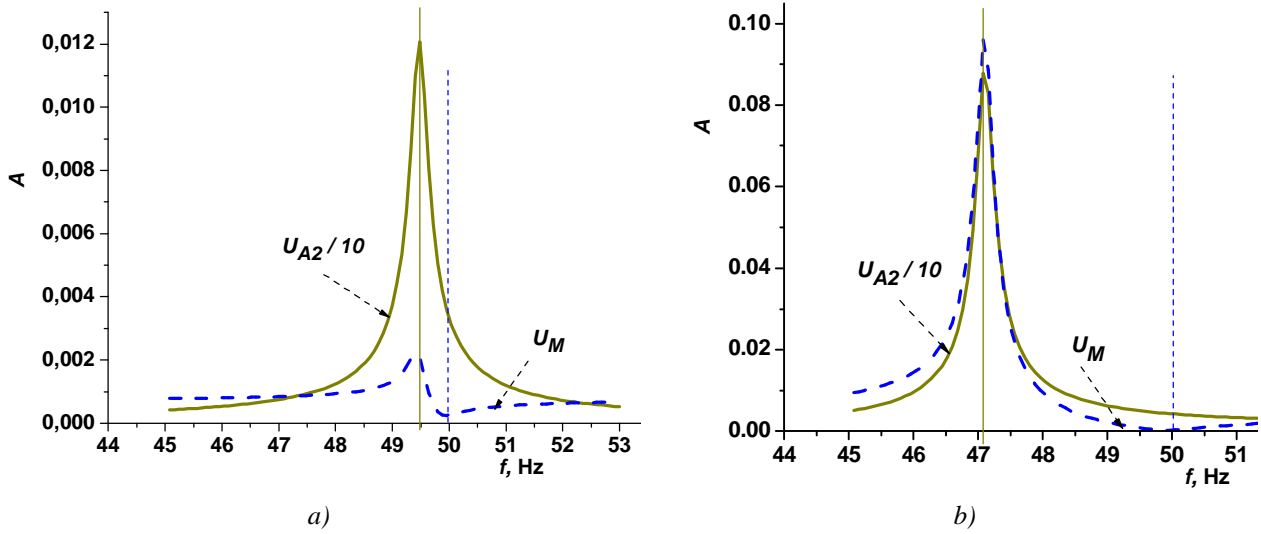 0,012
0,010
0,008
0,006
0,004
0,002
0,000
A
U_A2 / 10
U_M
44 45 46 47 48 49 50 51 52 53
f, Hz
a)
0.10
0.08
0.06
0.04
0.02
0.00
A
U_A2 / 10
U_M
44 45 46 47 48 49 50 51
f, Hz
b)